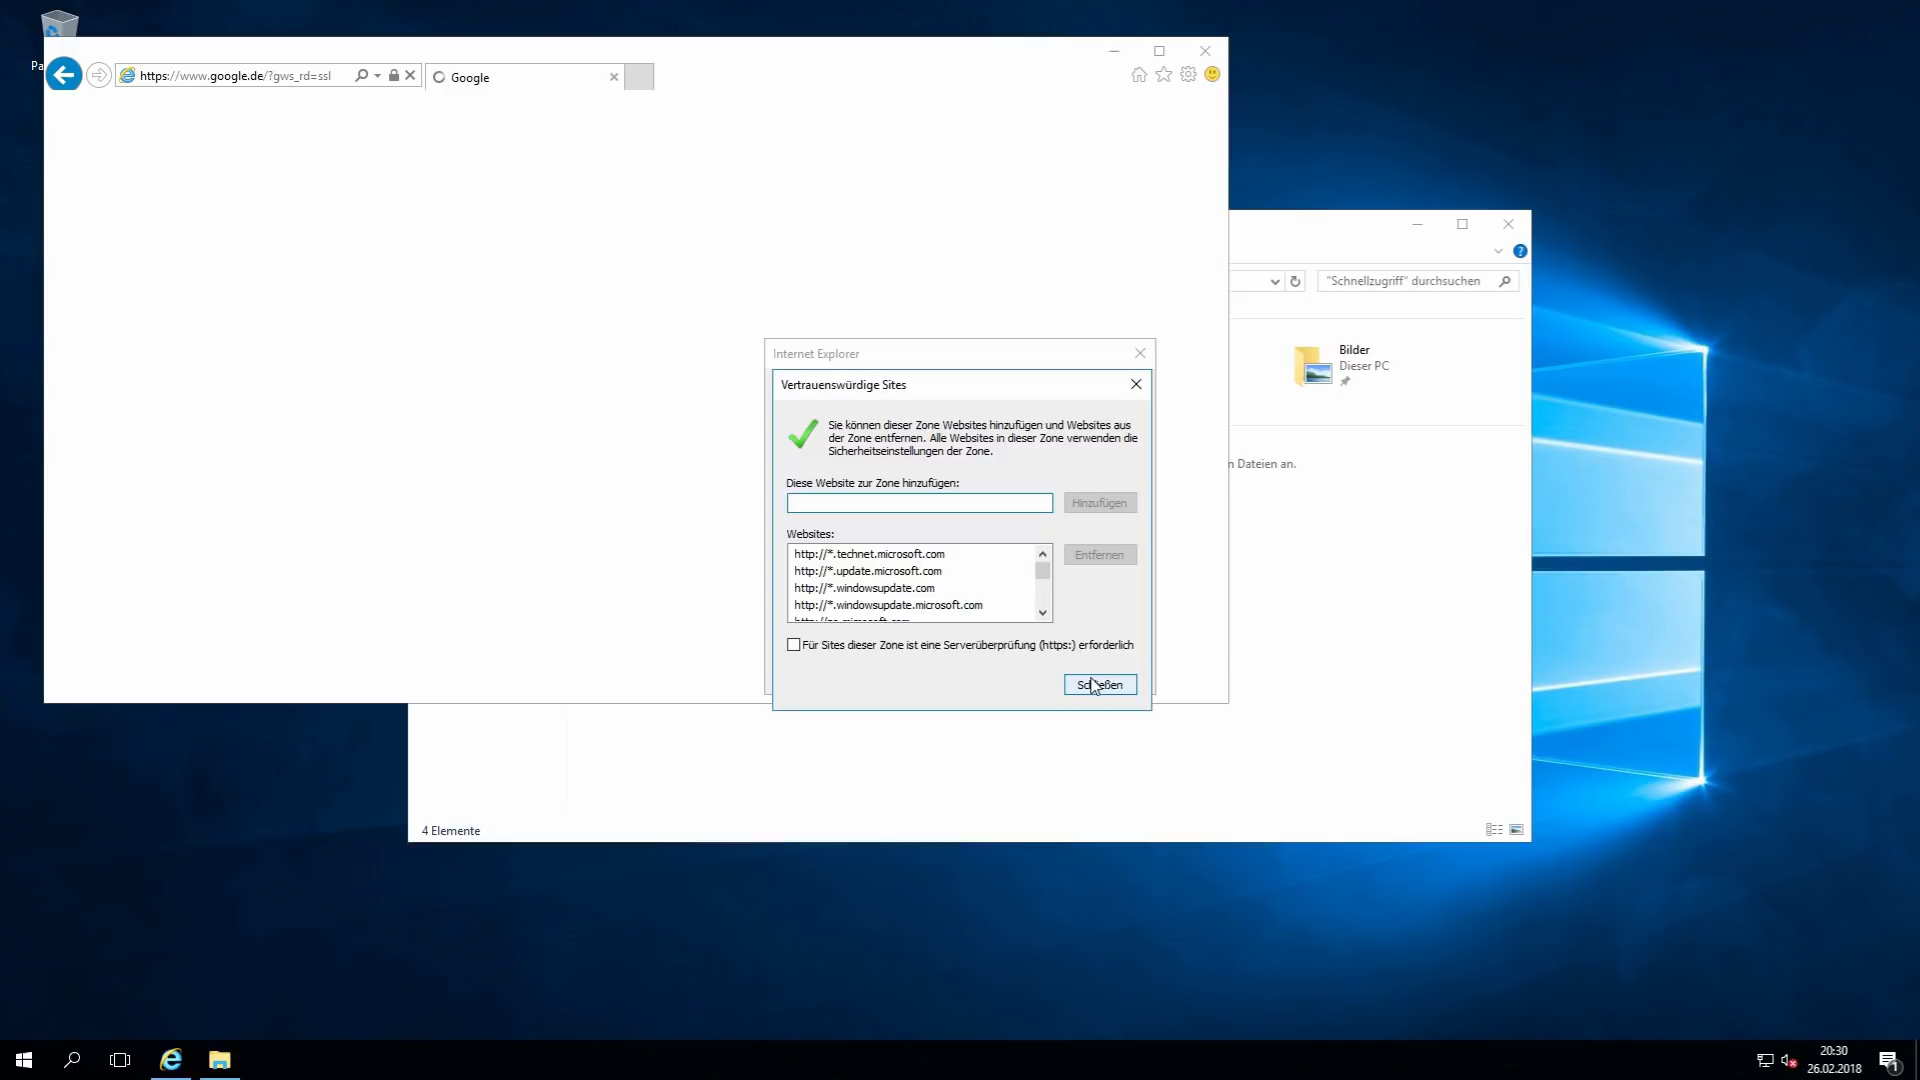 Pa
https://www.google.de/?gws_rd=ssl
Google
"Schnellzugriff" durchsuchen
Bilder
Dieser PC
Internet Explorer
Vertrauenswürdige Sites
Sie können dieser Zone Websites hinzufügen und Websites aus
der Zone entfernen. Alle Websites in dieser Zone verwenden die
Sicherheitseinstellungen der Zone.
n Dateien an.
Diese Website zur Zone hinzufügen:
Hinzufügen
Websites:
http://*.technet.microsoft.com
Entfernen
http://*.update.microsoft.com
http://*.windowsupdate.com
http://*.windowsupdate.microsoft.com
Für Sites dieser Zone ist eine Serverüberprüfung (https:) erforderlich
Schließen
4 Elemente
20:30
26.02.2018
1